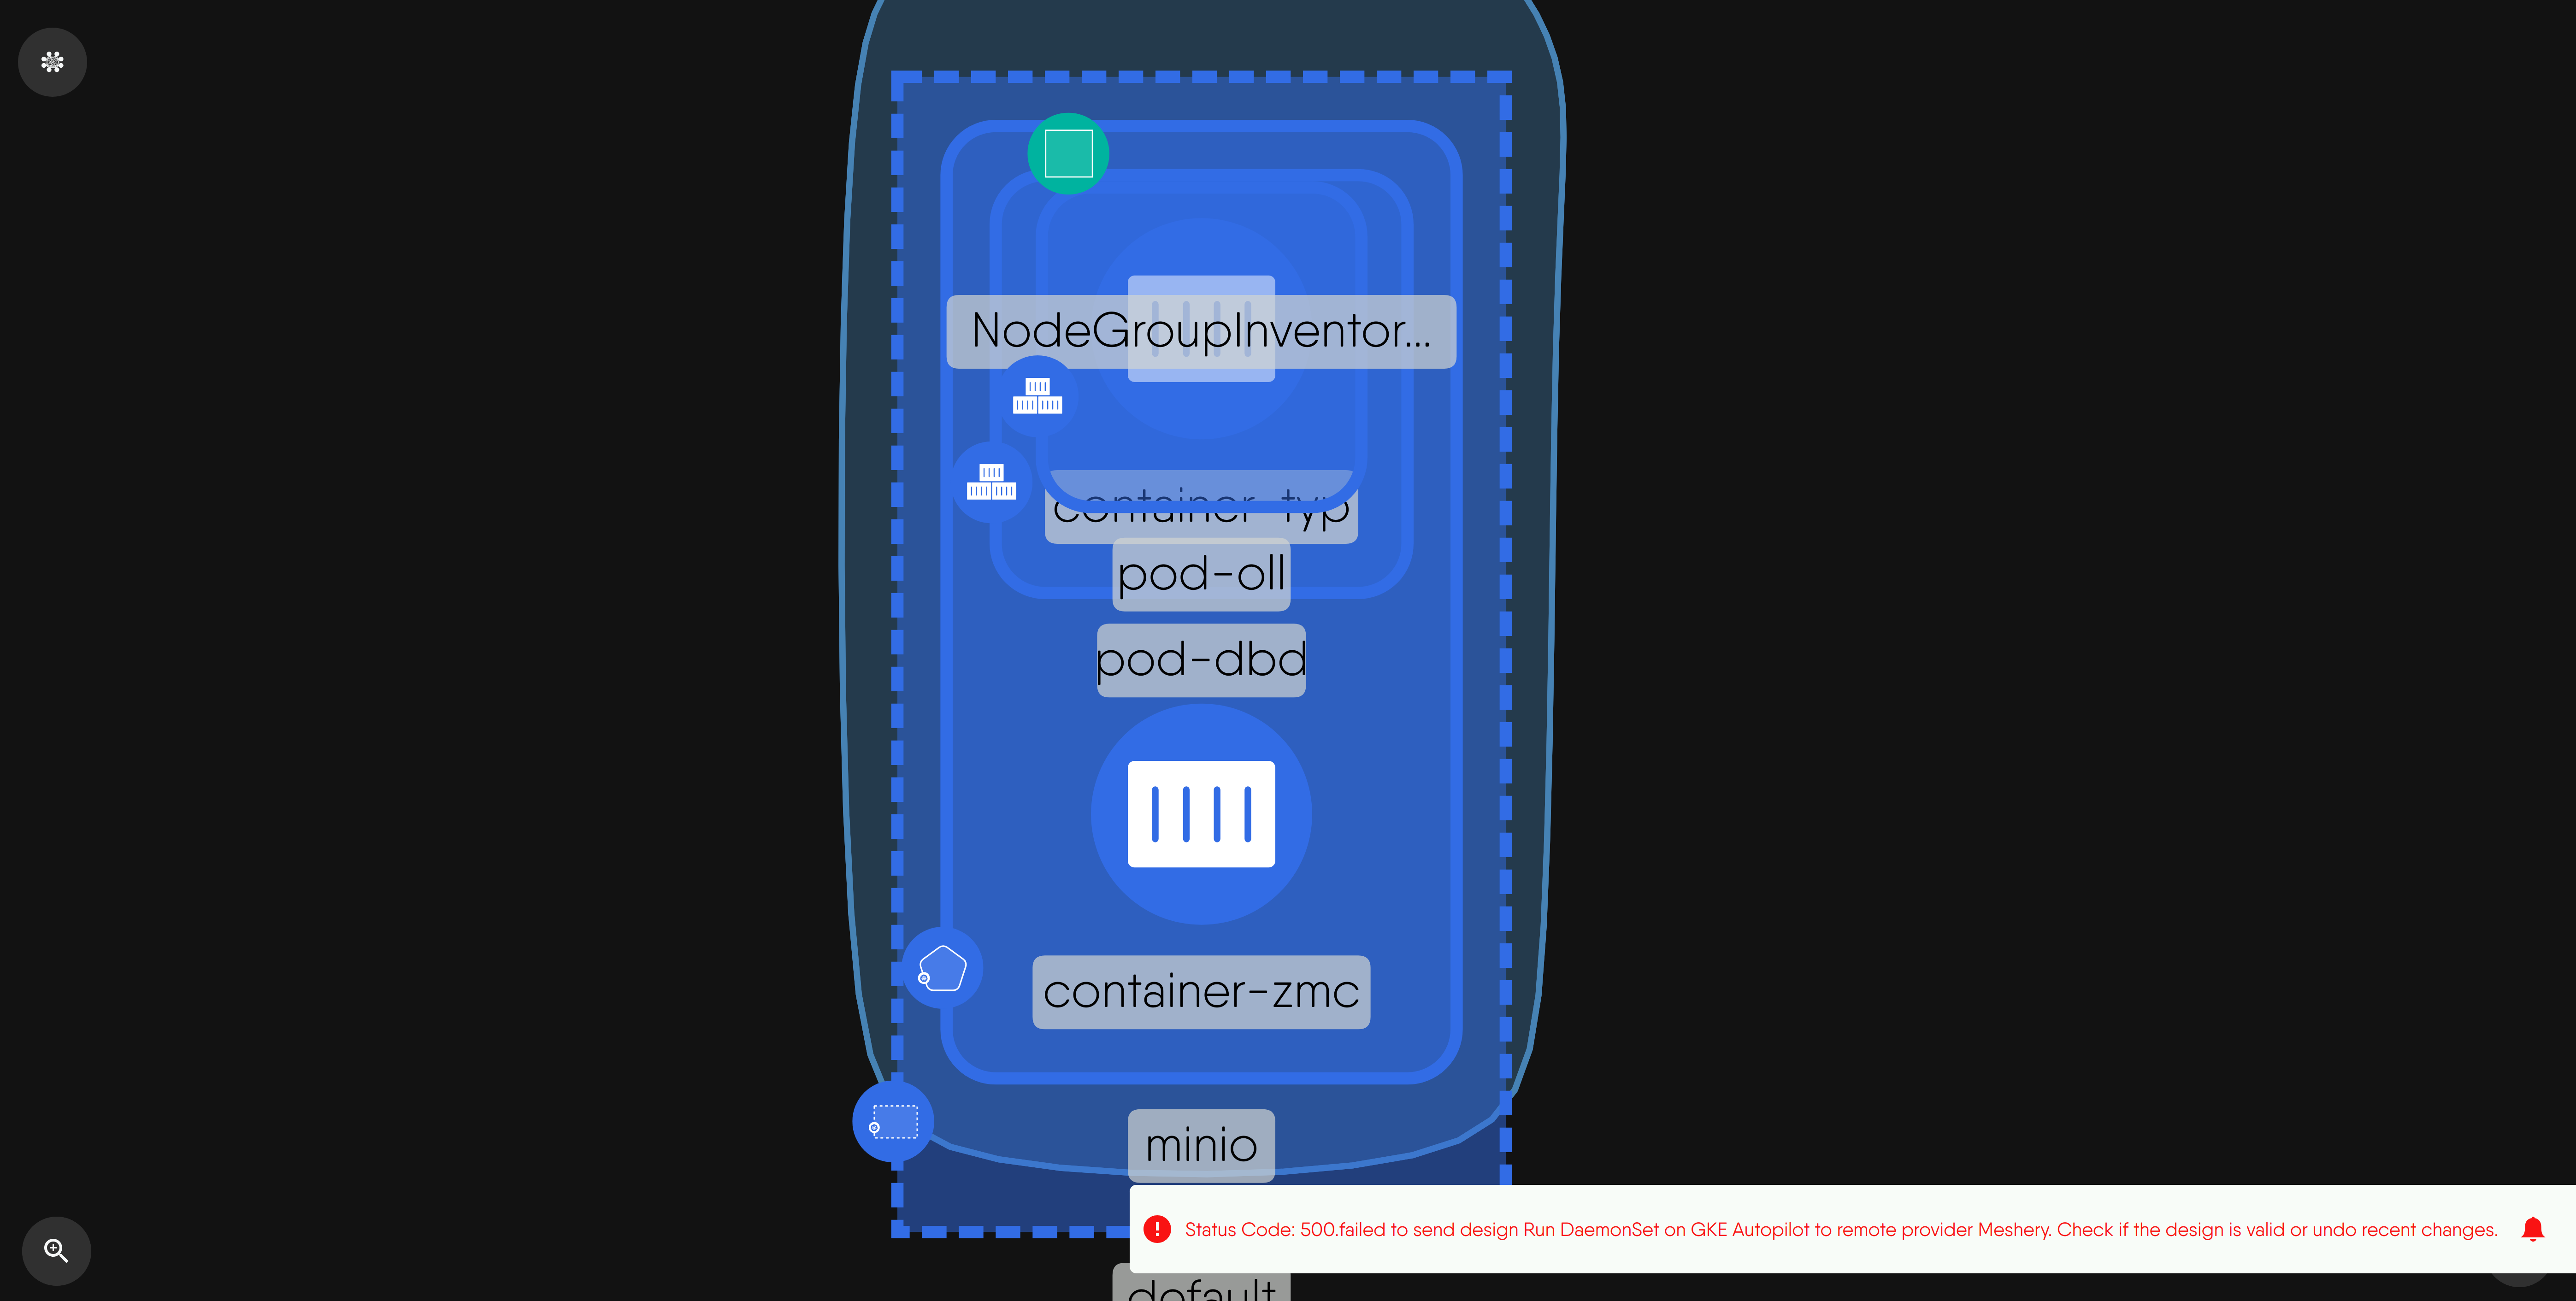 NodeGroupInventor...
container-typ
pod-oll
pod-dbd
container-zmc
minio
Status Code: 500.failed to send design Run DaemonSet on GKE Autopilot to remote provider Meshery. Check if the design is valid or undo recent changes.
default